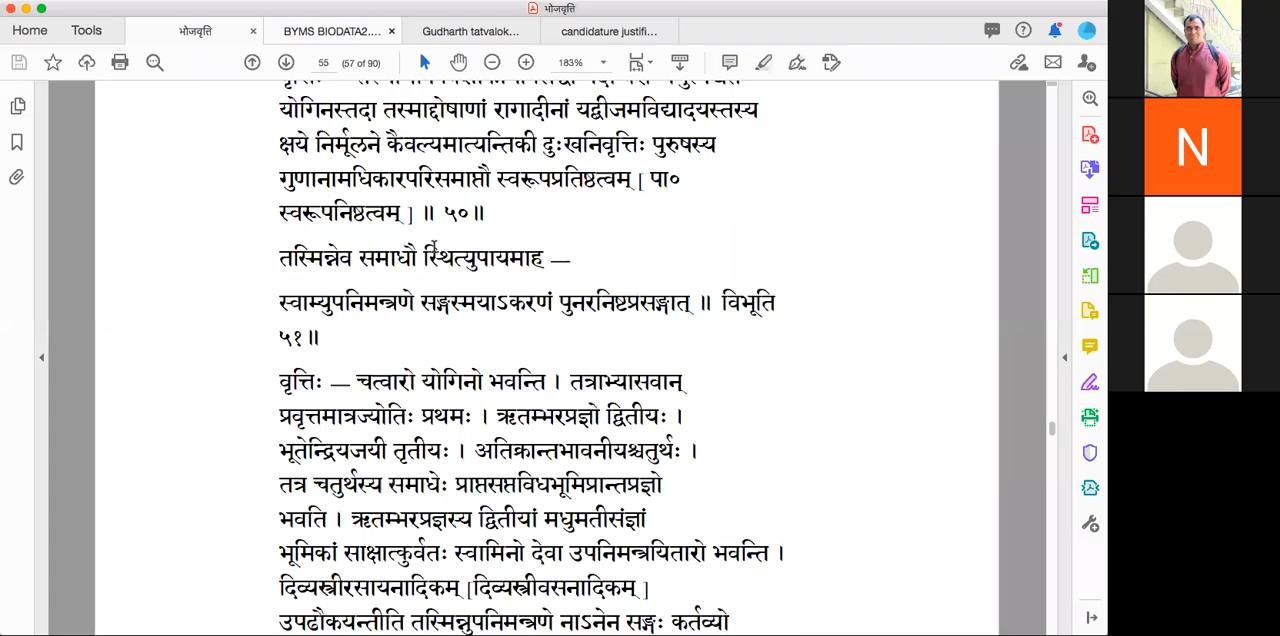 भोजवृत्ति
Home
Tools
भोजवृत्ति
×
BYMS BIODATA2....
×
Gudharth tatvalok...
candidature justifi...
55
(57 of 90)
183%
योगिनस्तदा तस्माद्दोषाणां रागादीनां यद्बीजमविद्यादयस्तस्य
क्षये निर्मूलने कैवल्यमात्यन्तिकी दुःखनिवृत्तिः पुरुषस्य
गुणानामधिकारपरिसमाप्तौ स्वरूपप्रतिष्ठत्वम् [ पा०
स्वरूपनिष्ठत्वम् ] ॥ ५०॥
तस्मिन्नेव समाधौ स्थित्युपायमाह —
स्वाम्युपनिमन्त्रणे सङ्गस्मयाऽकरणं पुनरनिष्टप्रसङ्गात् ॥ विभूति
५१॥
वृत्तिः — चत्वारो योगिनो भवन्ति । तत्राभ्यासवान्
प्रवृत्तमात्रज्योतिः प्रथमः । ऋतम्भरप्रज्ञो द्वितीयः ।
भूतेन्द्रियजयी तृतीयः । अतिक्रान्तभावनीयश्चतुर्थः ।
तत्र चतुर्थस्य समाधेः प्राप्तसप्तविधभूमिप्रान्तप्रज्ञो
भवति । ऋतम्भरप्रज्ञस्य द्वितीयां मधुमतीसंज्ञां
भूमिकां साक्षात्कुर्वतः स्वामिनो देवा उपनिमन्त्रयितारो भवन्ति ।
दिव्यस्त्रीरसायनादिकम् [दिव्यस्त्रीवसनादिकम् ]
उपढौकयन्तीति तस्मिन्नुपनिमन्त्रणे नाऽनेन सङ्गः कर्तव्यो
N